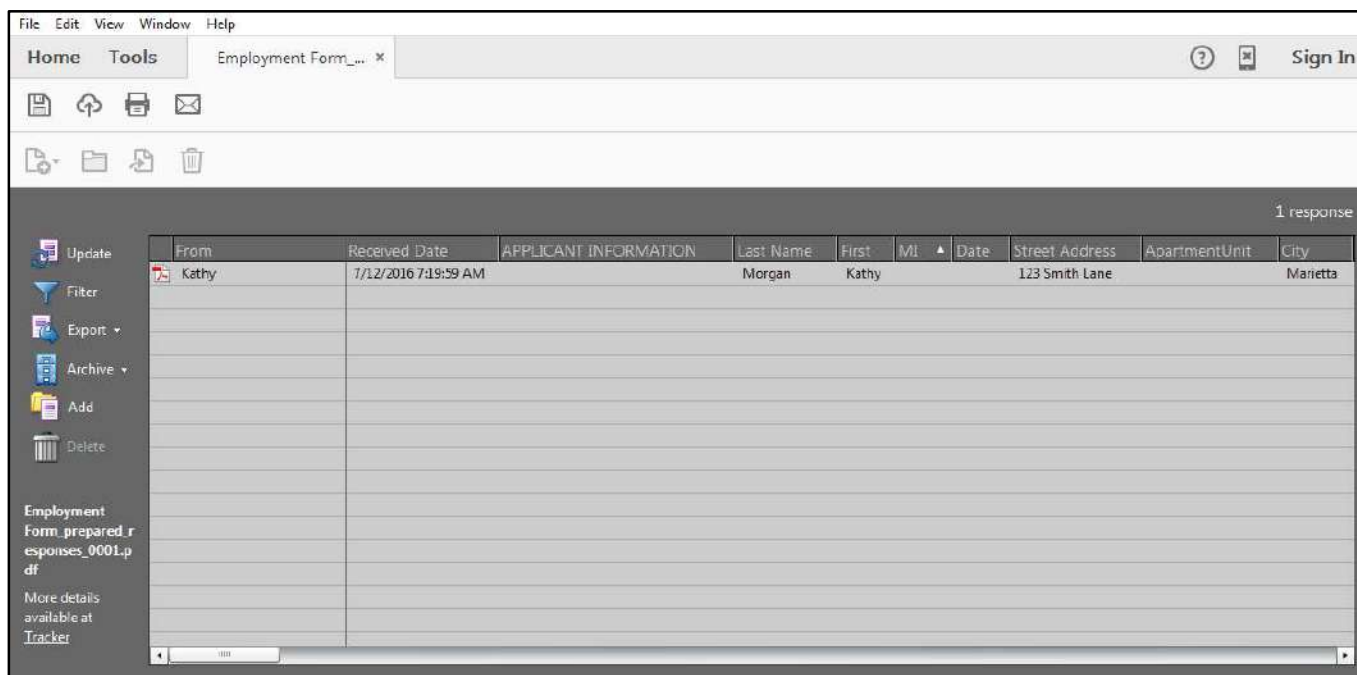 File Edit View Window Help
Home Tools Employment Form_... × Sign In
1 response
Update
Filter
Export
Archive
Add
Delete
From Received Date APPLICANT INFORMATION Last Name First MI Date Street Address ApartmentUnit City
Kathy 7/12/2016 7:19:59 AM Morgan Kathy 123 Smith Lane Marietta
Employment
Form_prepared_r
esponses_0001.p
df
More details
available at
Tracker